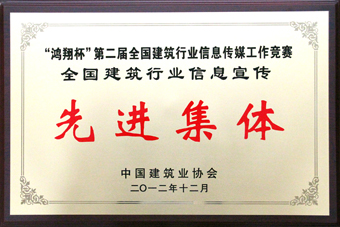 “鸿翔杯”第二届全国建筑行业信息传媒工作竞赛
全国建筑行业信息宣传
先进集体
中国建筑业协会
二〇一二年十二月